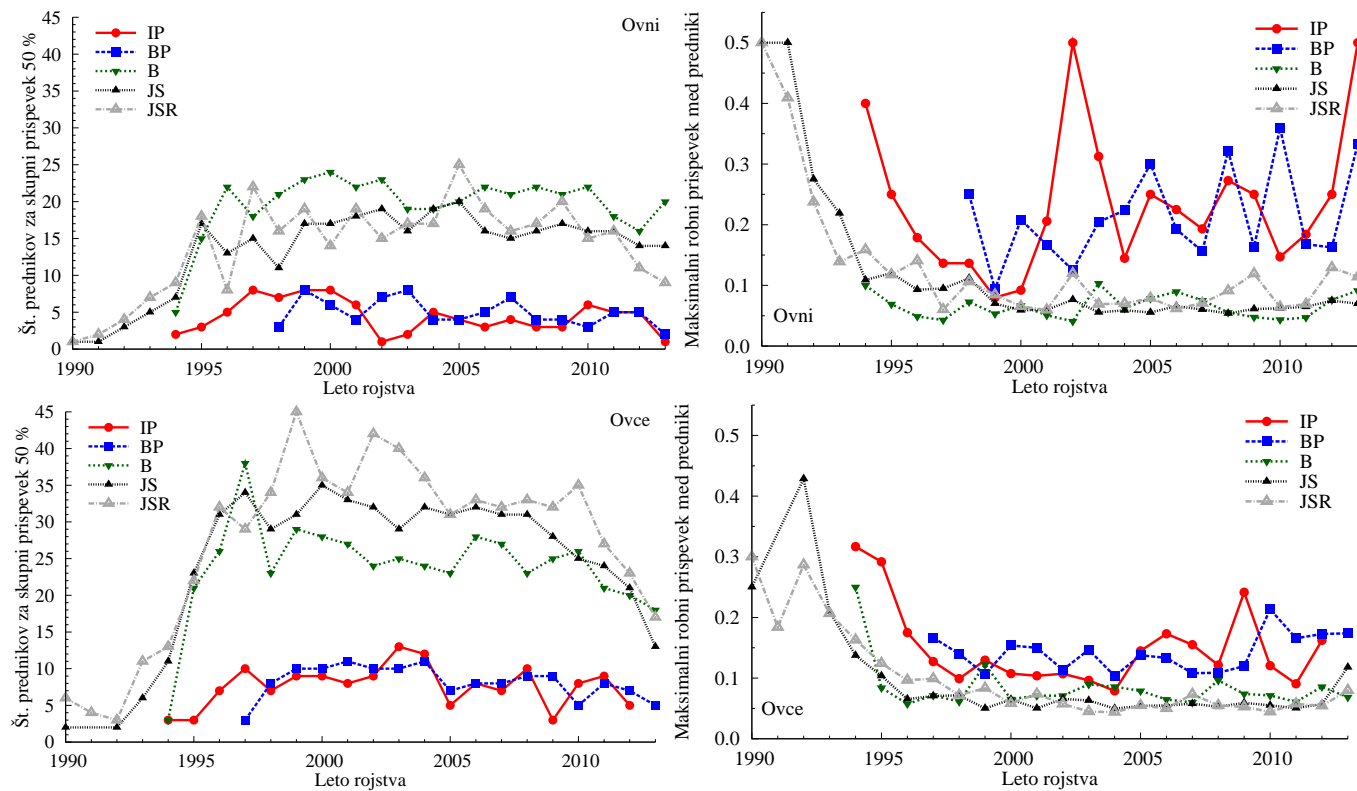 Ovni
IP
BP
B
JS
JSR
Št. prednikov za skupni prispevek 50 %
45
40
35
30
25
20
15
10
5
0
1990
1995
2000
2005
2010
Leto rojstva
Maksimalni robni prispevek med predniki
IP
BP
B
JS
JSR
0.5
0.4
0.3
0.2
0.1
0.0
Ovni
1990
1995
2000
2005
2010
Leto rojstva
Ovce
IP
BP
B
JS
JSR
Št. prednikov za skupni prispevek 50 %
45
40
35
30
25
20
15
10
5
0
1990
1995
2000
2005
2010
Leto rojstva
Maksimalni robni prispevek med predniki
IP
BP
B
JS
JSR
0.5
0.4
0.3
0.2
0.1
0.0
Ovce
1990
1995
2000
2005
2010
Leto rojstva